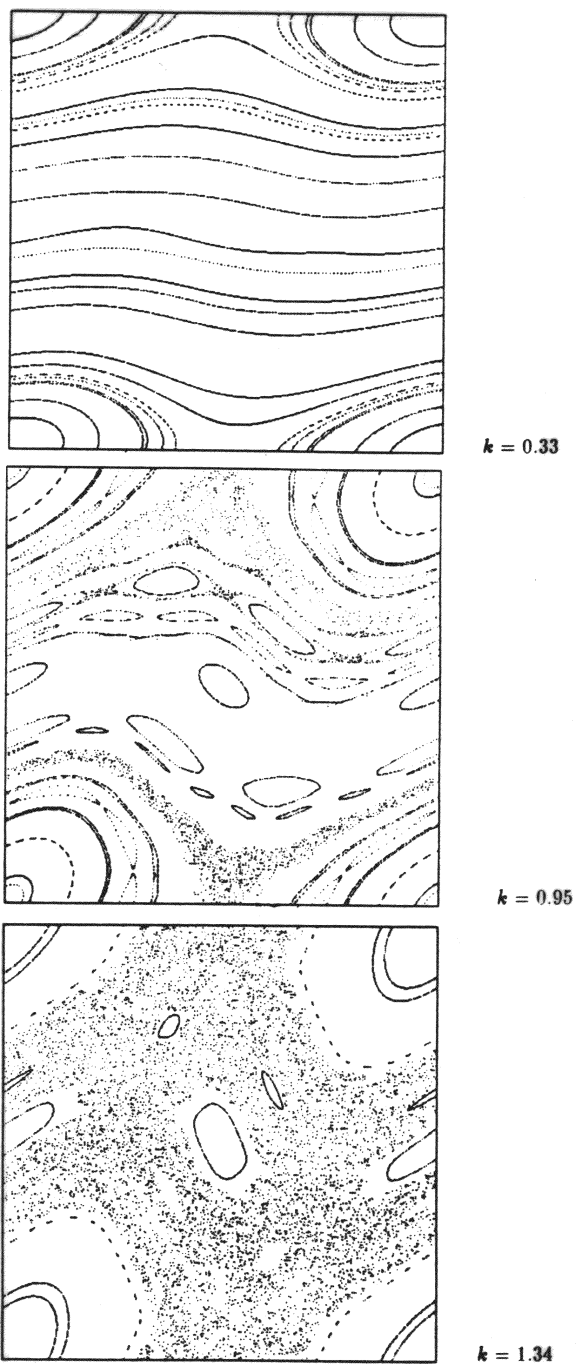 k = 0.33
k = 0.95
k = 1.34